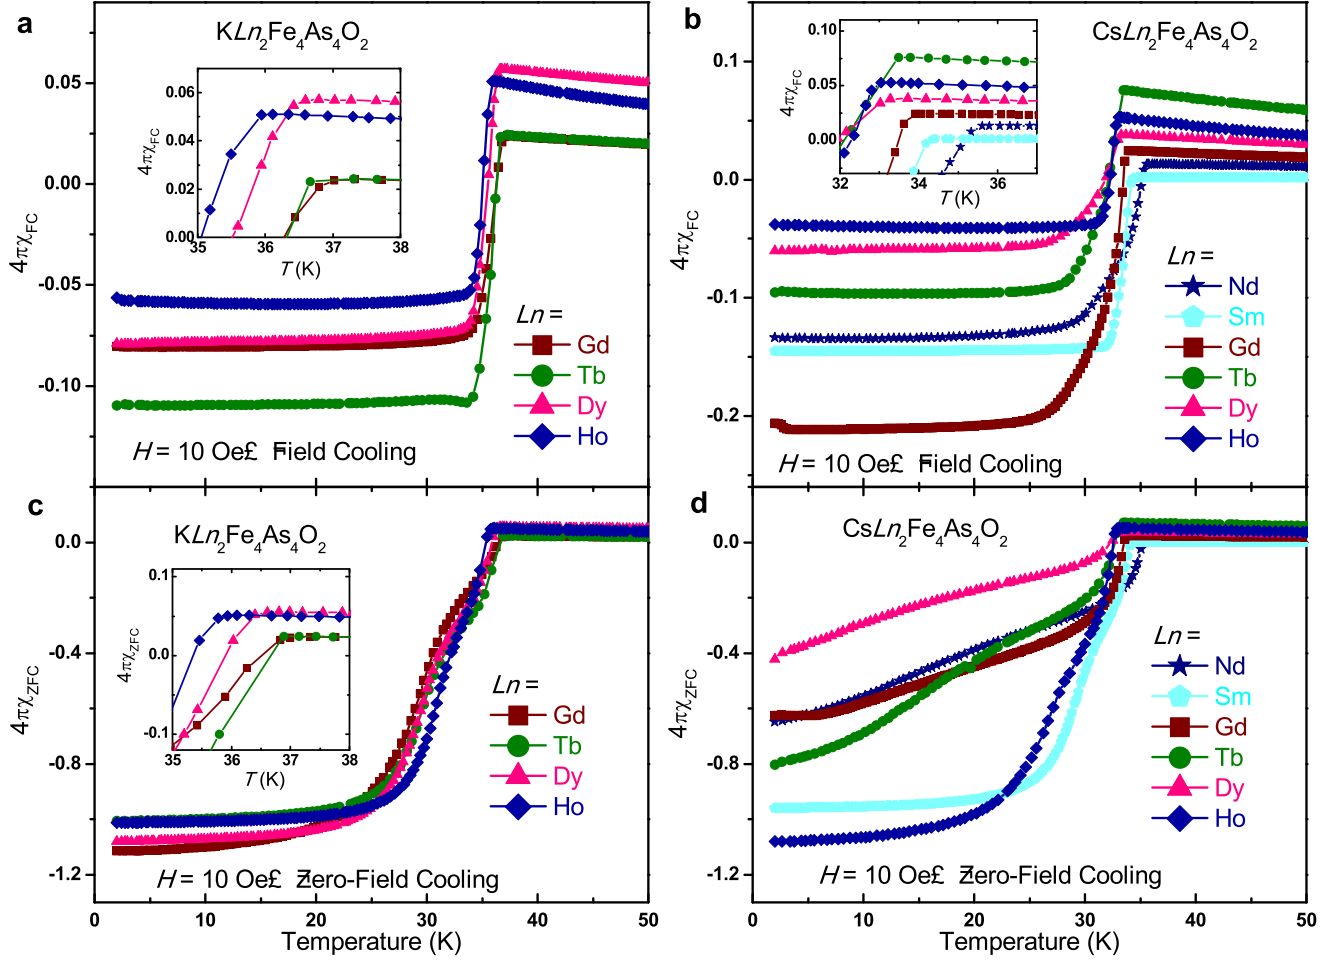 a
KLn₂Fe₄As₄O₂
4πχFC
0.05
0.00
-0.05
-0.10
4πχFC
0.06
0.04
0.02
0.00
35 36 37 38
T (K)
Ln =
Gd
Tb
Dy
Ho
H = 10 Oe£ Field Cooling
b
CsLn₂Fe₄As₄O₂
4πχFC
0.1
0.0
-0.1
-0.2
4πχFC
0.10
0.05
0.00
32 34 36
T (K)
Ln =
Nd
Sm
Gd
Tb
Dy
Ho
H = 10 Oe£ Field Cooling
c
KLn₂Fe₄As₄O₂
4πχZFC
0.0
-0.4
-0.8
-1.2
4πχZFC
0.1
0.0
-0.1
35 36 37 38
T (K)
Ln =
Gd
Tb
Dy
Ho
H = 10 Oe£ Zero-Field Cooling
0 10 20 30 40 50
Temperature (K)
d
CsLn₂Fe₄As₄O₂
4πχZFC
0.0
-0.4
-0.8
-1.2
Ln =
Nd
Sm
Gd
Tb
Dy
Ho
H = 10 Oe£ Zero-Field Cooling
0 10 20 30 40 50
Temperature (K)